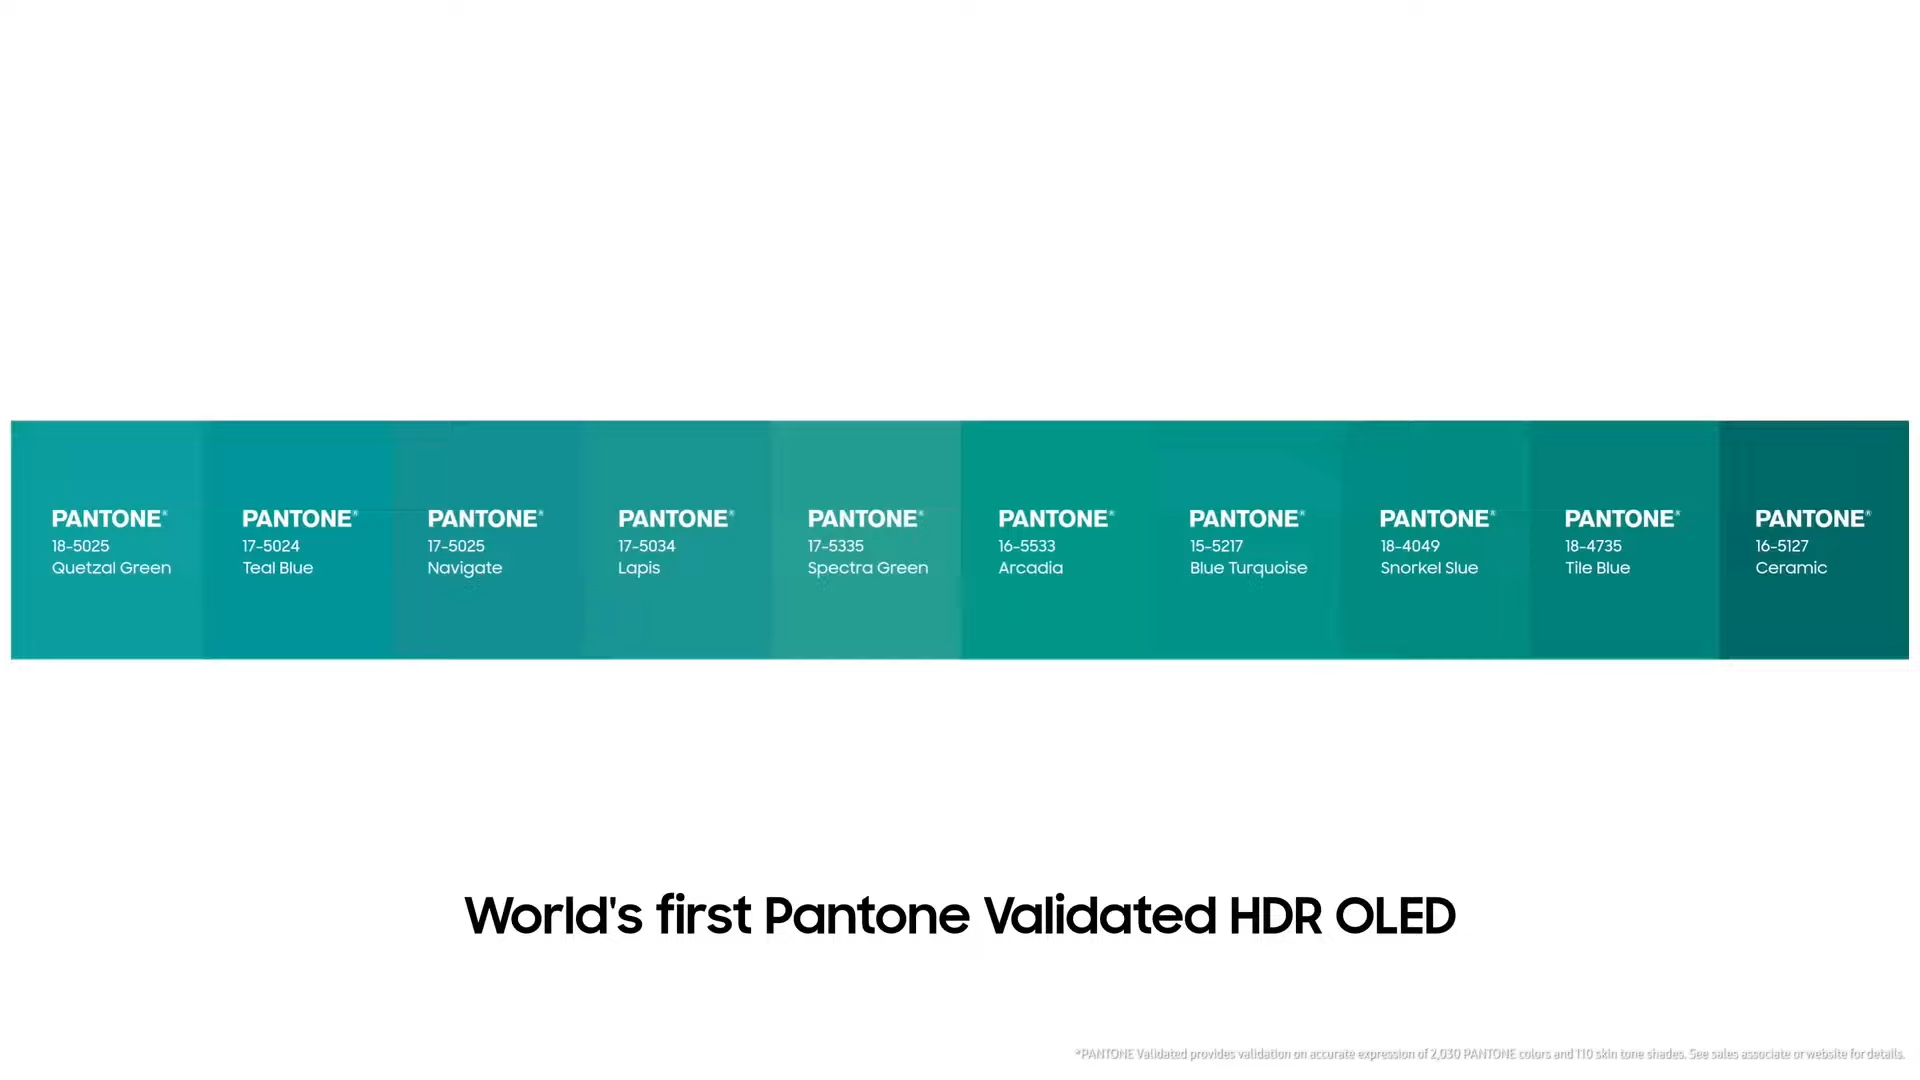 PANTONE®
18-5025
Quetzal Green
PANTONE®
17-5024
Teal Blue
PANTONE®
17-5025
Navigate
PANTONE®
17-5034
Lapis
PANTONE®
17-5335
Spectra Green
PANTONE®
16-5533
Arcadia
PANTONE®
15-5217
Blue Turquoise
PANTONE®
18-4049
Snorkel Slue
PANTONE®
18-4735
Tile Blue
PANTONE®
16-5127
Ceramic
World's first Pantone Validated HDR OLED
*PANTONE Validated provides validation on accurate expression of 2,030 PANTONE colors and 110 skin tone shades. See sales associate or website for details.